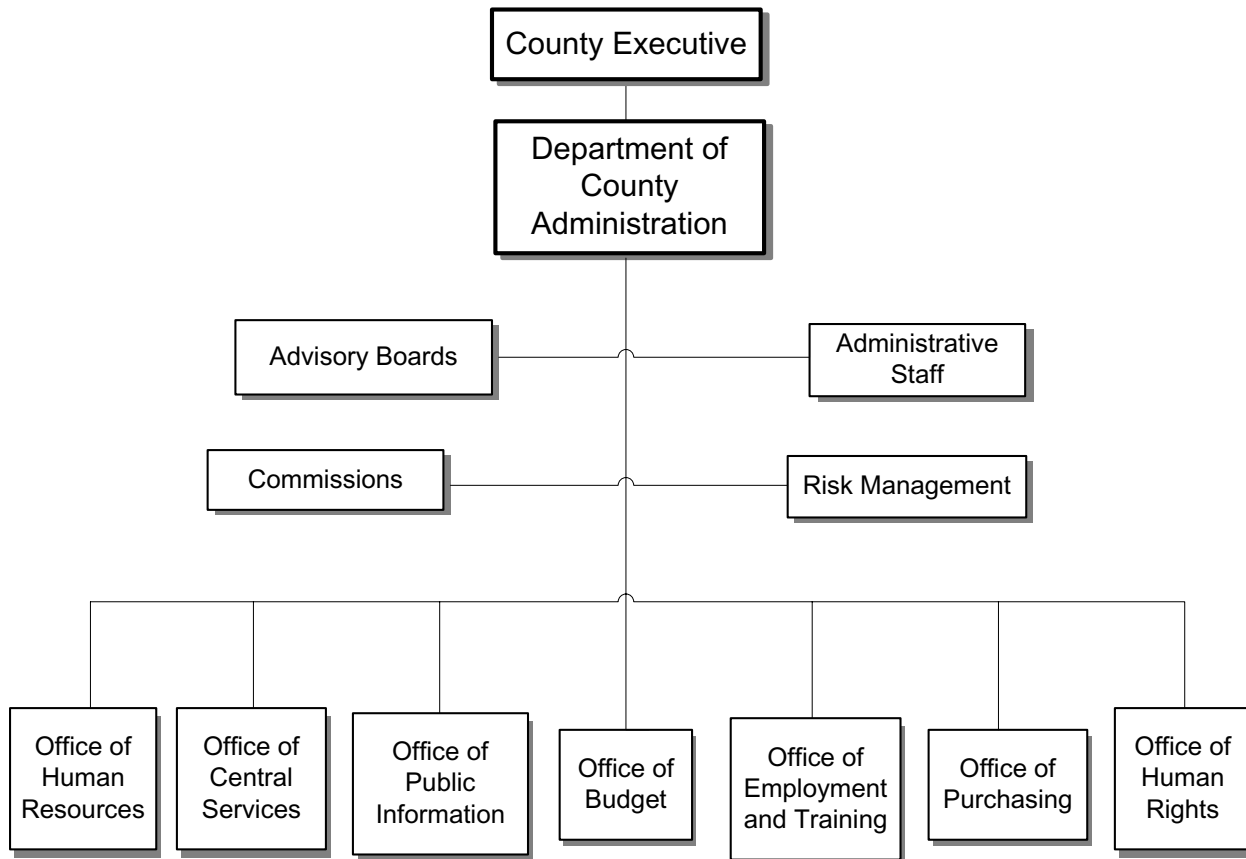 County Executive
Department of
County
Administration
Advisory Boards
Administrative
Staff
Commissions
Risk Management
Office of
Human
Resources
Office of
Central
Services
Office of
Public
Information
Office of
Budget
Office of
Employment
and Training
Office of
Purchasing
Office of
Human
Rights